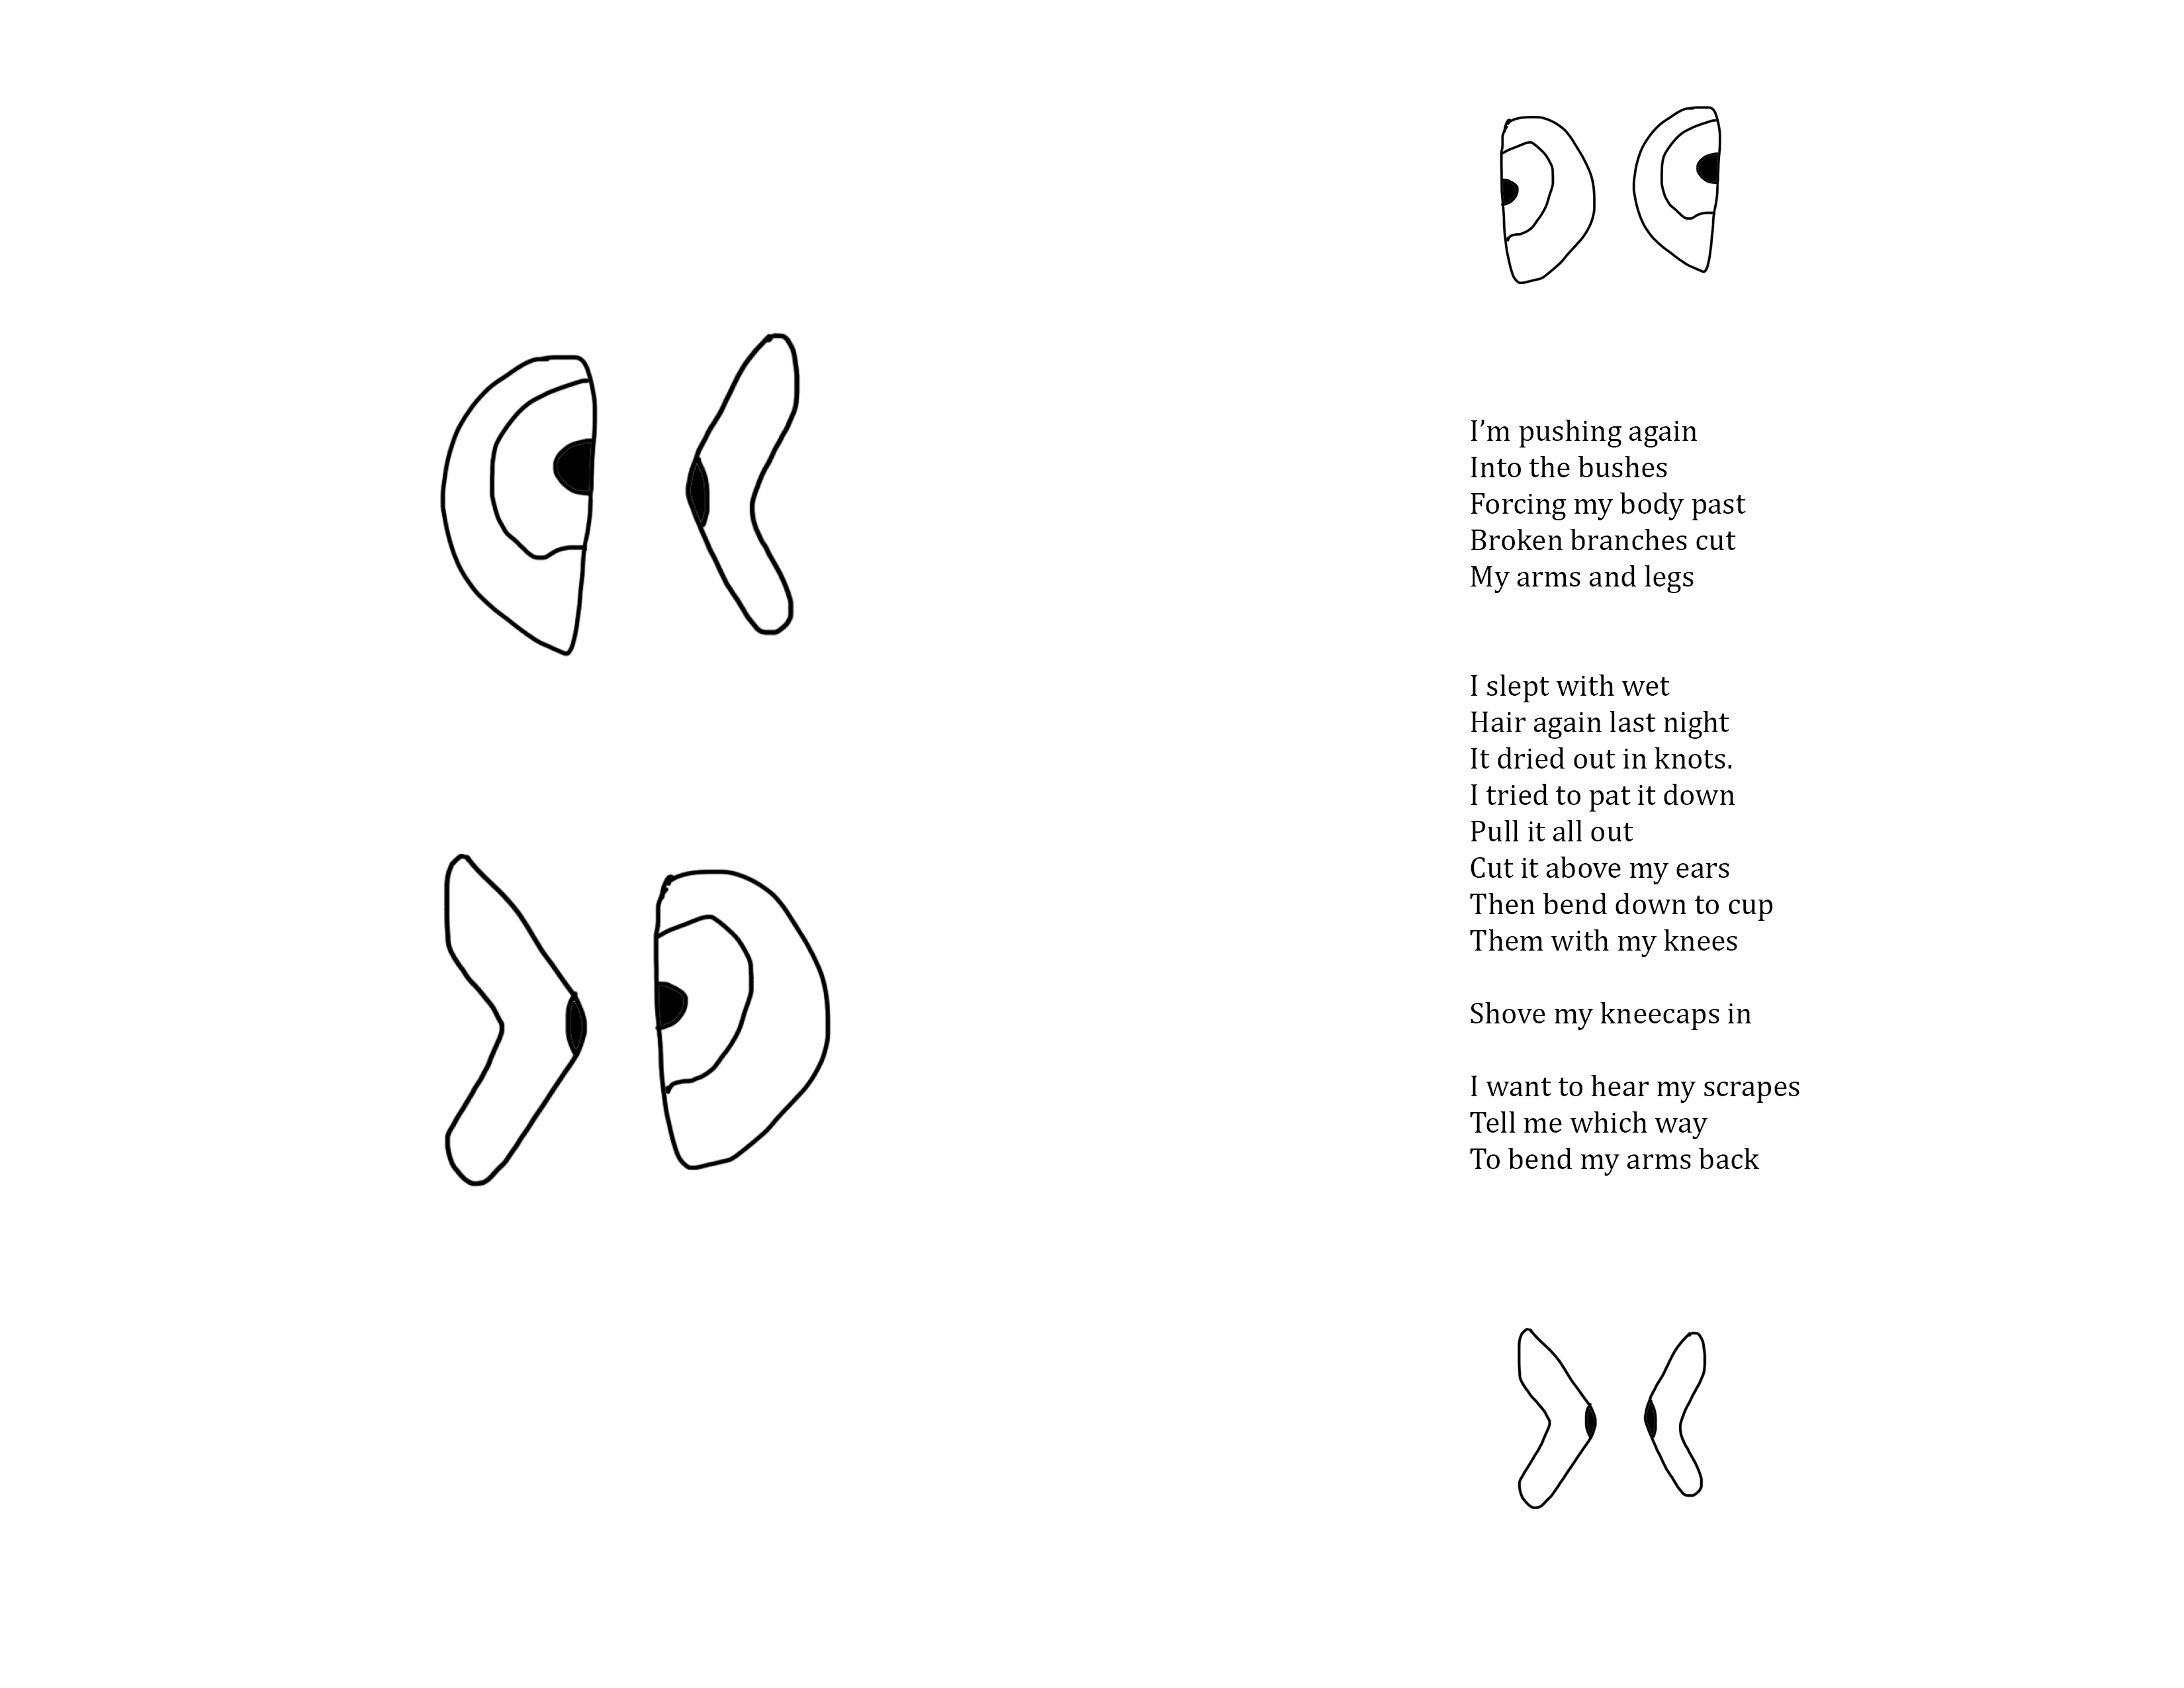 I’m pushing again
Into the bushes
Forcing my body past
Broken branches cut
My arms and legs
I slept with wet
Hair again last night
It dried out in knots.
I tried to pat it down
Pull it all out
Cut it above my ears
Then bend down to cup
Them with my knees
Shove my kneecaps in
I want to hear my scrapes
Tell me which way
To bend my arms back